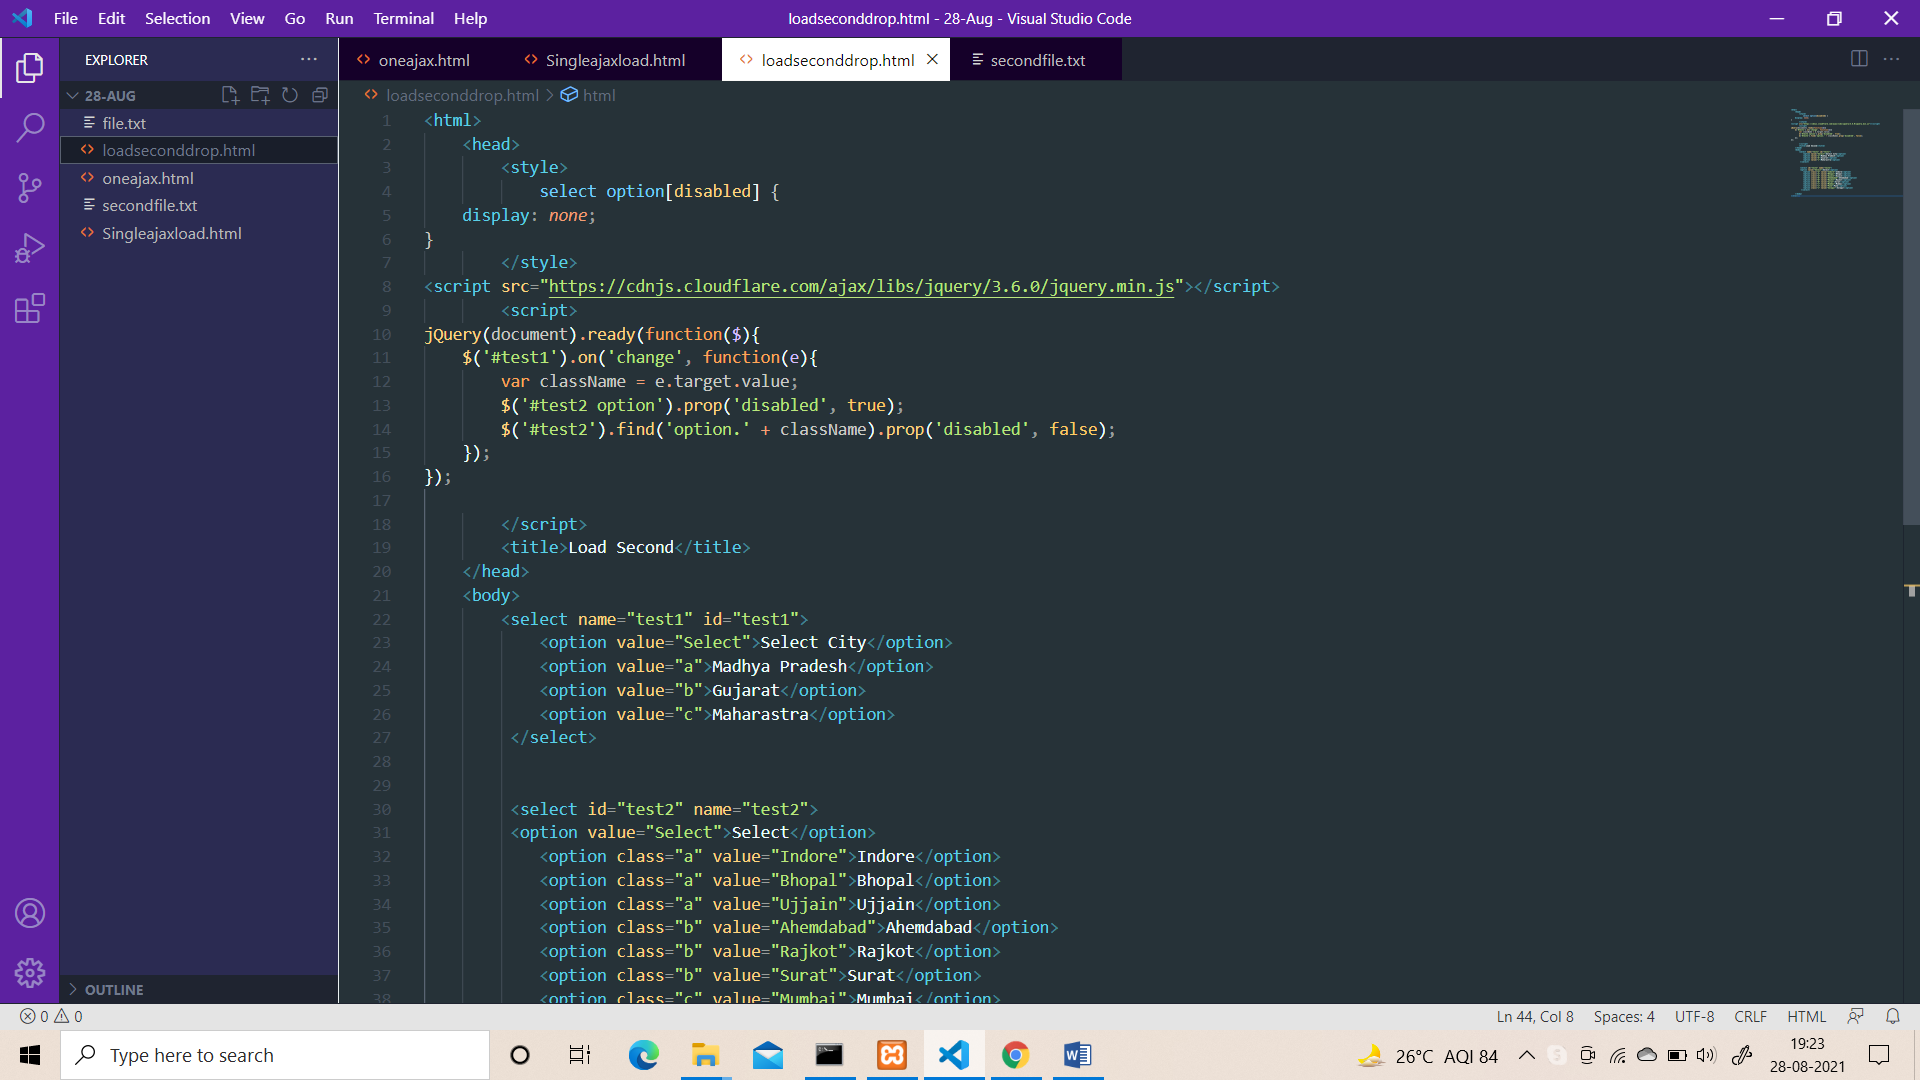 File Edit Selection View Go Run Terminal Help
loadseconddrop.html - 28-Aug - Visual Studio Code
EXPLORER
28-AUG
file.txt
loadseconddrop.html
oneajax.html
secondfile.txt
Singleajaxload.html
OUTLINE
oneajax.html
Singleajaxload.html
loadseconddrop.html
secondfile.txt
loadseconddrop.html > html
1 <html>
2 <head>
3 <style>
4 select option[disabled] {
5 display: none;
6 }
7 </style>
8 <script src="https://cdnjs.cloudflare.com/ajax/libs/jquery/3.6.0/jquery.min.js"></script>
9 <script>
10 jQuery(document).ready(function($){
11 $('#test1').on('change', function(e){
12 var className = e.target.value;
13 $('#test2 option').prop('disabled', true);
14 $('#test2').find('option.' + className).prop('disabled', false);
15 });
16 });
17
18 </script>
19 <title>Load Second</title>
20 </head>
21 <body>
22 <select name="test1" id="test1">
23 <option value="Select">Select City</option>
24 <option value="a">Madhya Pradesh</option>
25 <option value="b">Gujarat</option>
26 <option value="c">Maharastra</option>
27 </select>
28
29
30 <select id="test2" name="test2">
31 <option value="Select">Select</option>
32 <option class="a" value="Indore">Indore</option>
33 <option class="a" value="Bhopal">Bhopal</option>
34 <option class="a" value="Ujjain">Ujjain</option>
35 <option class="b" value="Ahemdabad">Ahemdabad</option>
36 <option class="b" value="Rajkot">Rajkot</option>
37 <option class="b" value="Surat">Surat</option>
38 <option class="c" value="Mumbai">Mumbai</option>
0 0
Ln 44, Col 8 Spaces: 4 UTF-8 CRLF HTML
Type here to search
26°C AQI 84
19:23
28-08-2021